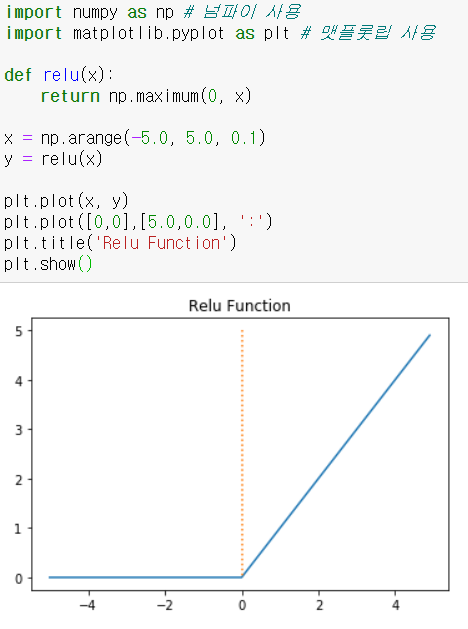 import numpy as np # 넘파이 사용
import matplotlib.pyplot as plt # 맷플롯립 사용
def relu(x):
    return np.maximum(0, x)
x = np.arange(-5.0, 5.0, 0.1)
y = relu(x)
plt.plot(x, y)
plt.plot([0,0],[5.0,0.0], ':')
plt.title('Relu Function')
plt.show()
Relu Function
5
4
3
2
1
0
−4 −2 0 2 4